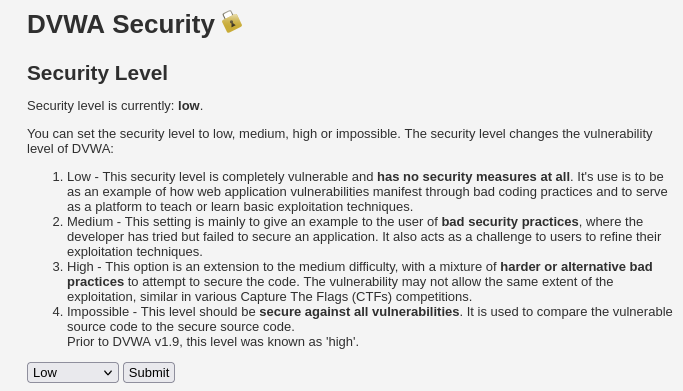 DVWA Security
Security Level
Security level is currently: low.
You can set the security level to low, medium, high or impossible. The security level changes the vulnerability
level of DVWA:
1. Low - This security level is completely vulnerable and has no security measures at all. It's use is to be
as an example of how web application vulnerabilities manifest through bad coding practices and to serve
as a platform to teach or learn basic exploitation techniques.
2. Medium - This setting is mainly to give an example to the user of bad security practices, where the
developer has tried but failed to secure an application. It also acts as a challenge to users to refine their
exploitation techniques.
3. High - This option is an extension to the medium difficulty, with a mixture of harder or alternative bad
practices to attempt to secure the code. The vulnerability may not allow the same extent of the
exploitation, similar in various Capture The Flags (CTFs) competitions.
4. Impossible - This level should be secure against all vulnerabilities. It is used to compare the vulnerable
source code to the secure source code.
Prior to DVWA v1.9, this level was known as 'high'.
Low Submit